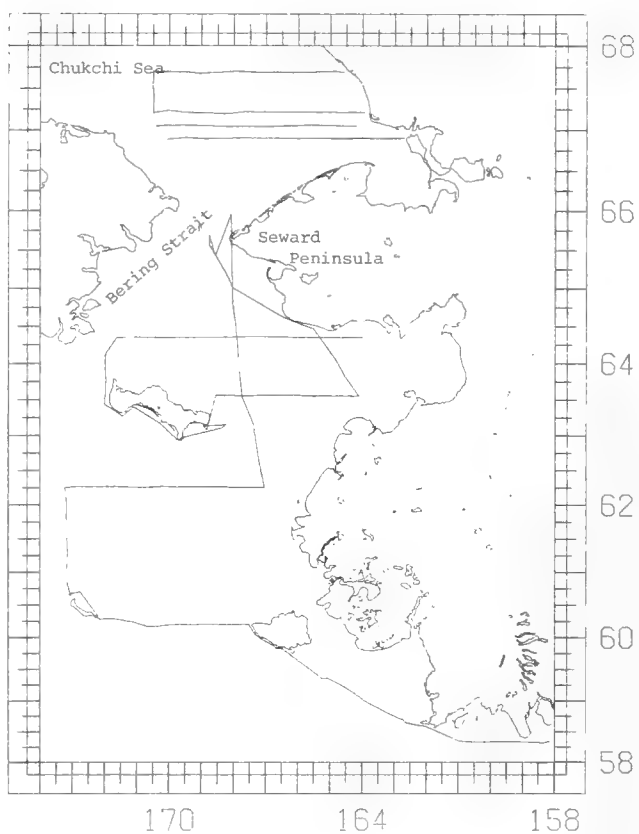 68
Chukchi Sea
66
Bering Strait
Seward
Peninsula
64
62
60
58
170 164 158